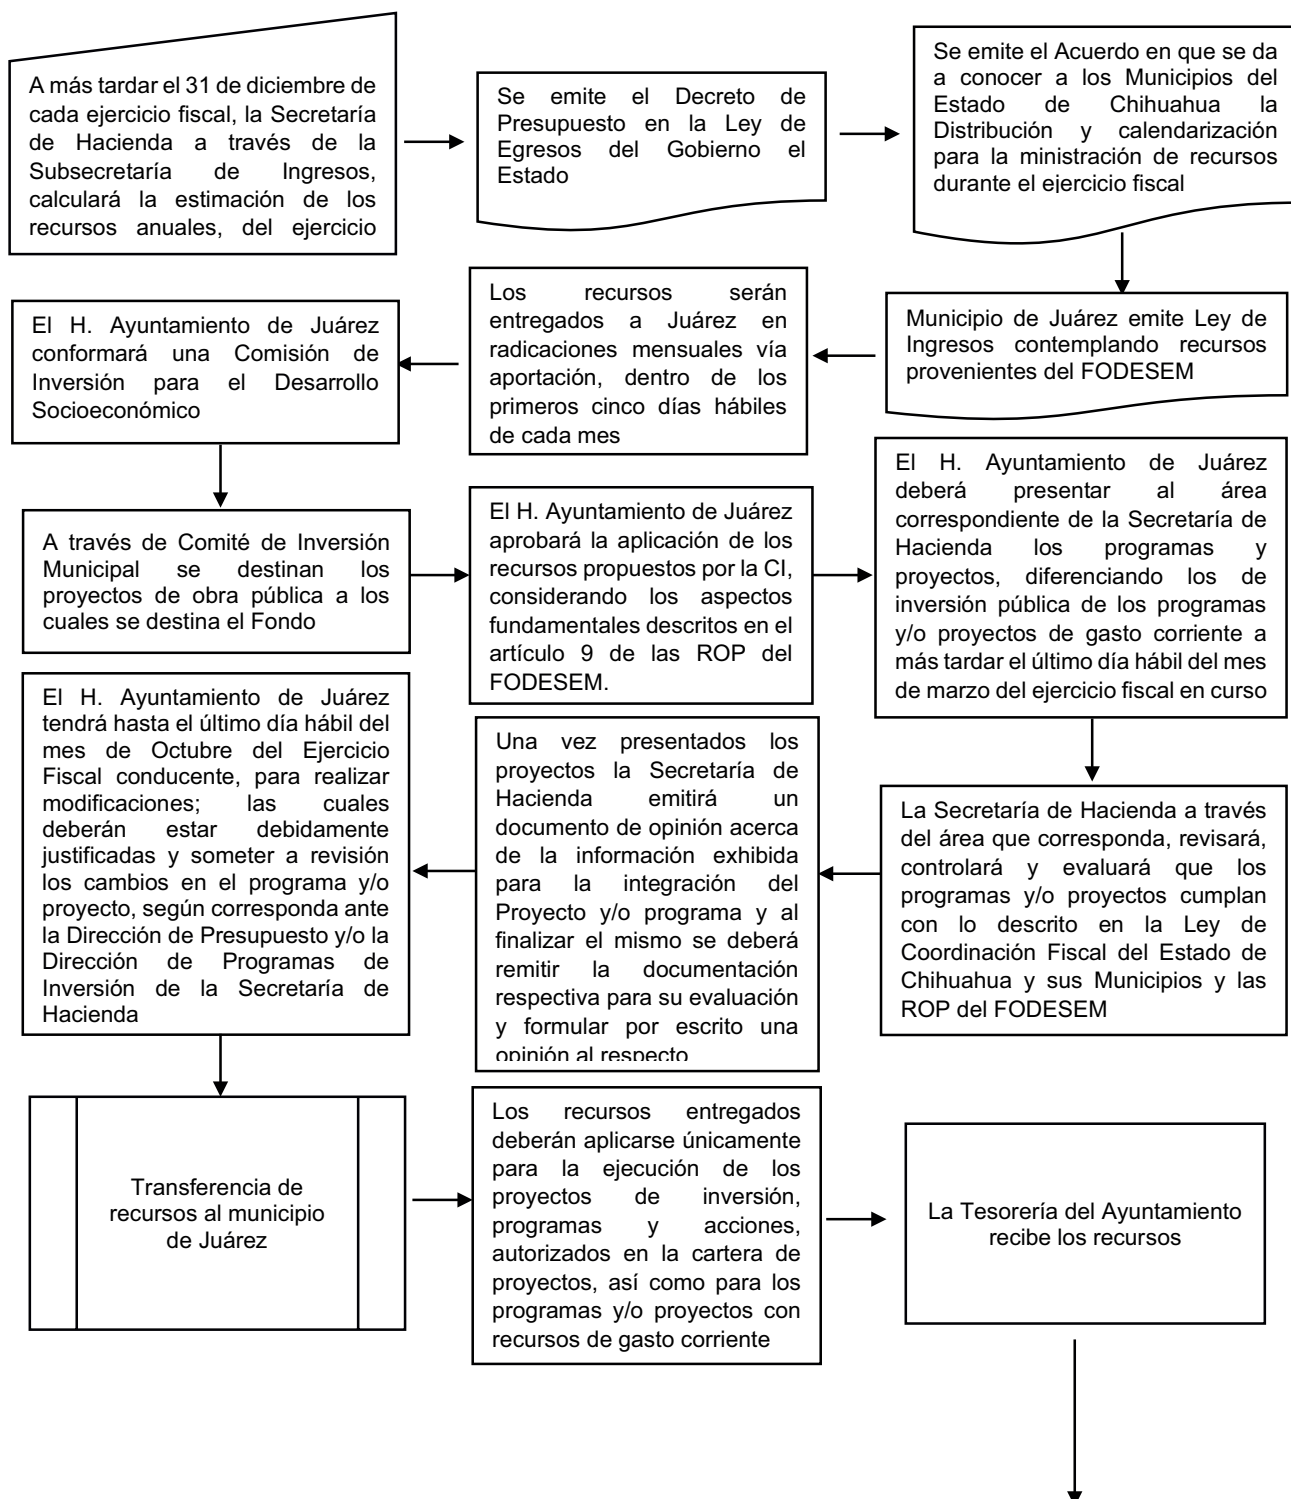 A más tardar el 31 de diciembre de
cada ejercicio fiscal, la Secretaría
de Hacienda a través de la
Subsecretaría de Ingresos,
calculará la estimación de los
recursos anuales, del ejercicio
Se emite el Decreto de
Presupuesto en la Ley de
Egresos del Gobierno el
Estado
Se emite el Acuerdo en que se da
a conocer a los Municipios del
Estado de Chihuahua la
Distribución y calendarización
para la ministración de recursos
durante el ejercicio fiscal
Municipio de Juárez emite Ley de
Ingresos contemplando recursos
provenientes del FODESEM
Los recursos serán
entregados a Juárez en
radicaciones mensuales vía
aportación, dentro de los
primeros cinco días hábiles
de cada mes
El H. Ayuntamiento de Juárez
conformará una Comisión de
Inversión para el Desarrollo
Socioeconómico
A través de Comité de Inversión
Municipal se destinan los
proyectos de obra pública a los
cuales se destina el Fondo
El H. Ayuntamiento de Juárez
aprobará la aplicación de los
recursos propuestos por la CI,
considerando los aspectos
fundamentales descritos en el
artículo 9 de las ROP del
FODESEM.
El H. Ayuntamiento de Juárez
deberá presentar al área
correspondiente de la Secretaría de
Hacienda los programas y
proyectos, diferenciando los de
inversión pública de los programas
y/o proyectos de gasto corriente a
más tardar el último día hábil del mes
de marzo del ejercicio fiscal en curso
La Secretaría de Hacienda a través
del área que corresponda, revisará,
controlará y evaluará que los
programas y/o proyectos cumplan
con lo descrito en la Ley de
Coordinación Fiscal del Estado de
Chihuahua y sus Municipios y las
ROP del FODESEM
Una vez presentados los
proyectos la Secretaría de
Hacienda emitirá un
documento de opinión acerca
de la información exhibida
para la integración del
Proyecto y/o programa y al
finalizar el mismo se deberá
remitir la documentación
respectiva para su evaluación
y formular por escrito una
opinión al respecto
El H. Ayuntamiento de Juárez
tendrá hasta el último día hábil del
mes de Octubre del Ejercicio
Fiscal conducente, para realizar
modificaciones; las cuales
deberán estar debidamente
justificadas y someter a revisión
los cambios en el programa y/o
proyecto, según corresponda ante
la Dirección de Presupuesto y/o la
Dirección de Programas de
Inversión de la Secretaría de
Hacienda
Transferencia de
recursos al municipio
de Juárez
Los recursos entregados
deberán aplicarse únicamente
para la ejecución de los
proyectos de inversión,
programas y acciones,
autorizados en la cartera de
proyectos, así como para los
programas y/o proyectos con
recursos de gasto corriente
La Tesorería del Ayuntamiento
recibe los recursos